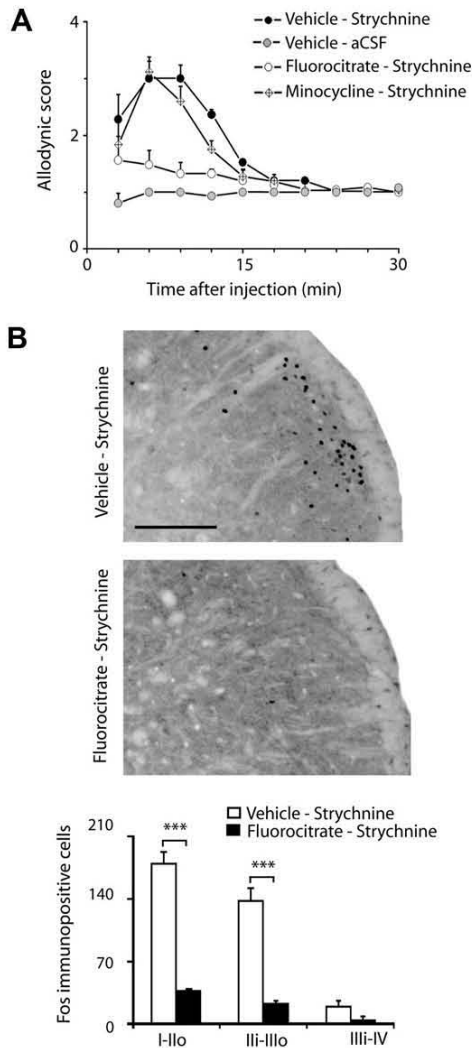 A
Vehicle - Strychnine
Vehicle - aCSF
Fluorocitrate - Strychnine
Minocycline - Strychnine
Allodynic score
4
2
0
0
15
30
Time after injection (min)
B
Vehicle - Strychnine
Fluorocitrate - Strychnine
Fos immunopositive cells
210
140
70
0
Vehicle - Strychnine
Fluorocitrate - Strychnine
***
***
I-IIo
IIi-IIIo
IIIi-IV